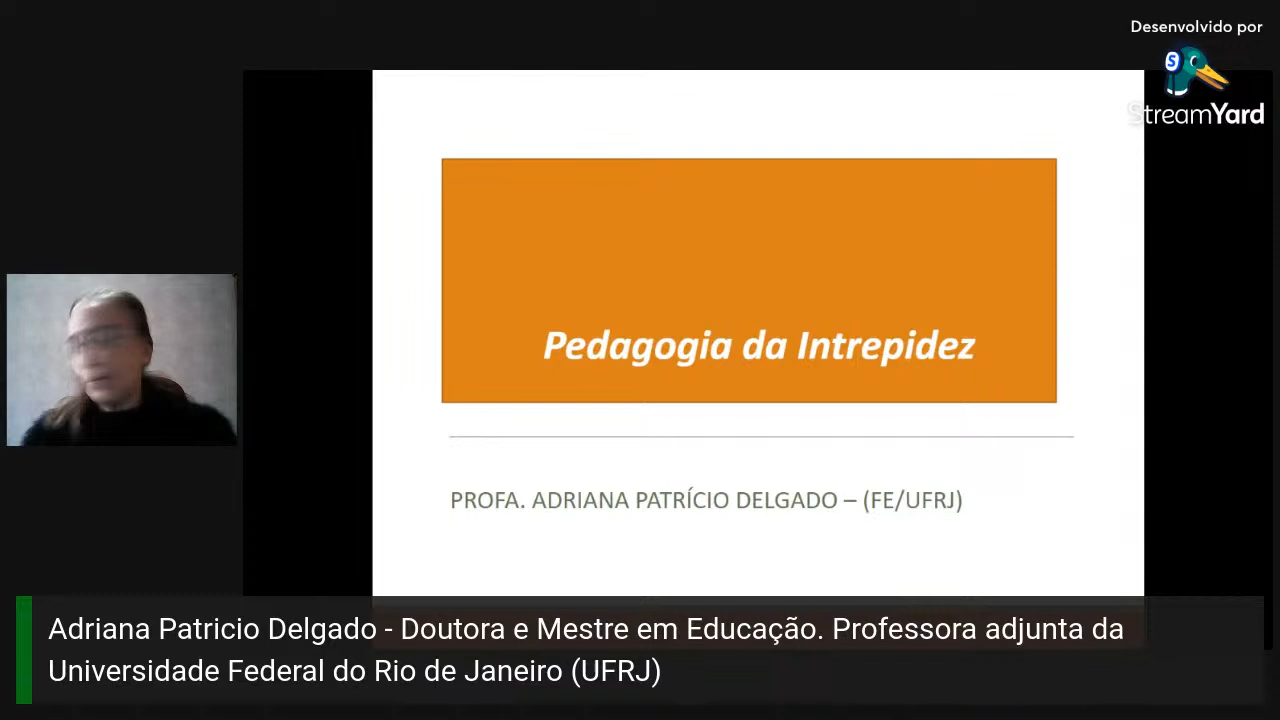 Desenvolvido por
S
StreamYard
Pedagogia da Intrepidez
PROFA. ADRIANA PATRÍCIO DELGADO – (FE/UFRJ)
Adriana Patricio Delgado - Doutora e Mestre em Educação. Professora adjunta da
Universidade Federal do Rio de Janeiro (UFRJ)